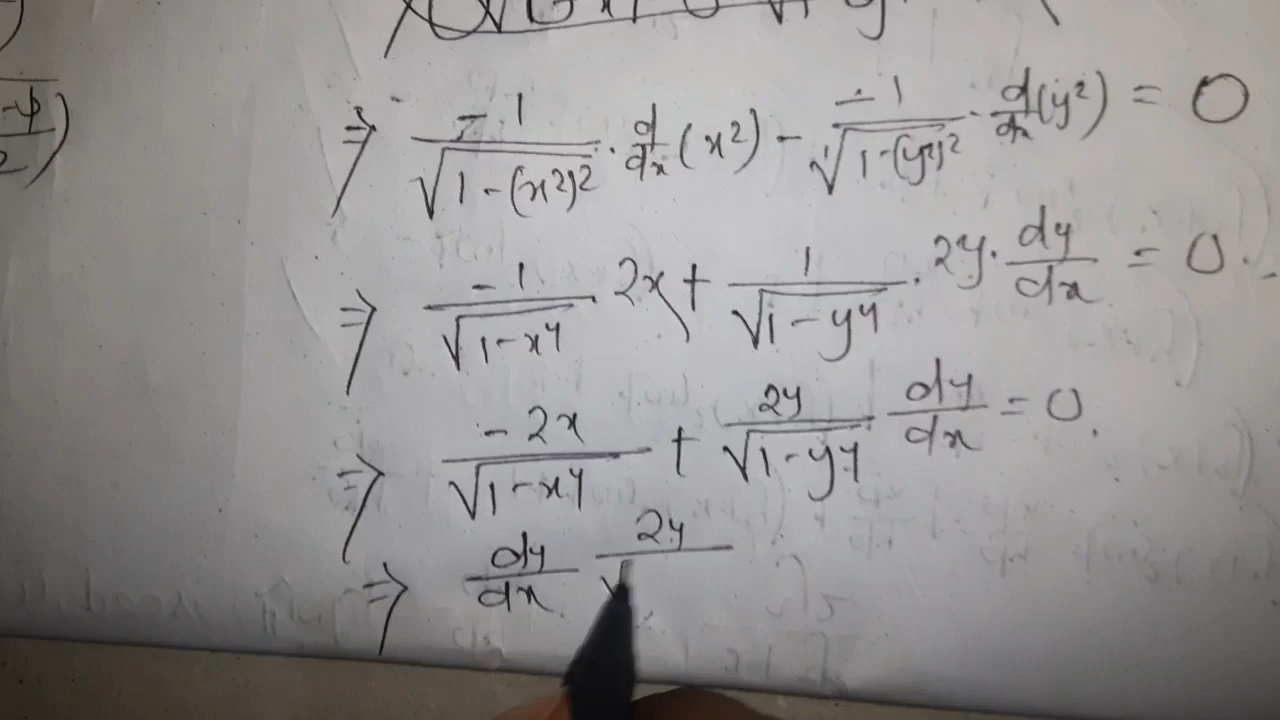 ⇒ -1/√(1-(x²)²) · d/dx (x²) - -1/√(1-(y²)²) · d/dx (y²) = 0
⇒ -1/√(1-x⁴) · 2x + 1/√(1-y⁴) · 2y · dy/dx = 0.
⇒ -2x/√(1-x⁴) + 2y/√(1-y⁴) dy/dx = 0.
⇒ dy/dx 2y/√